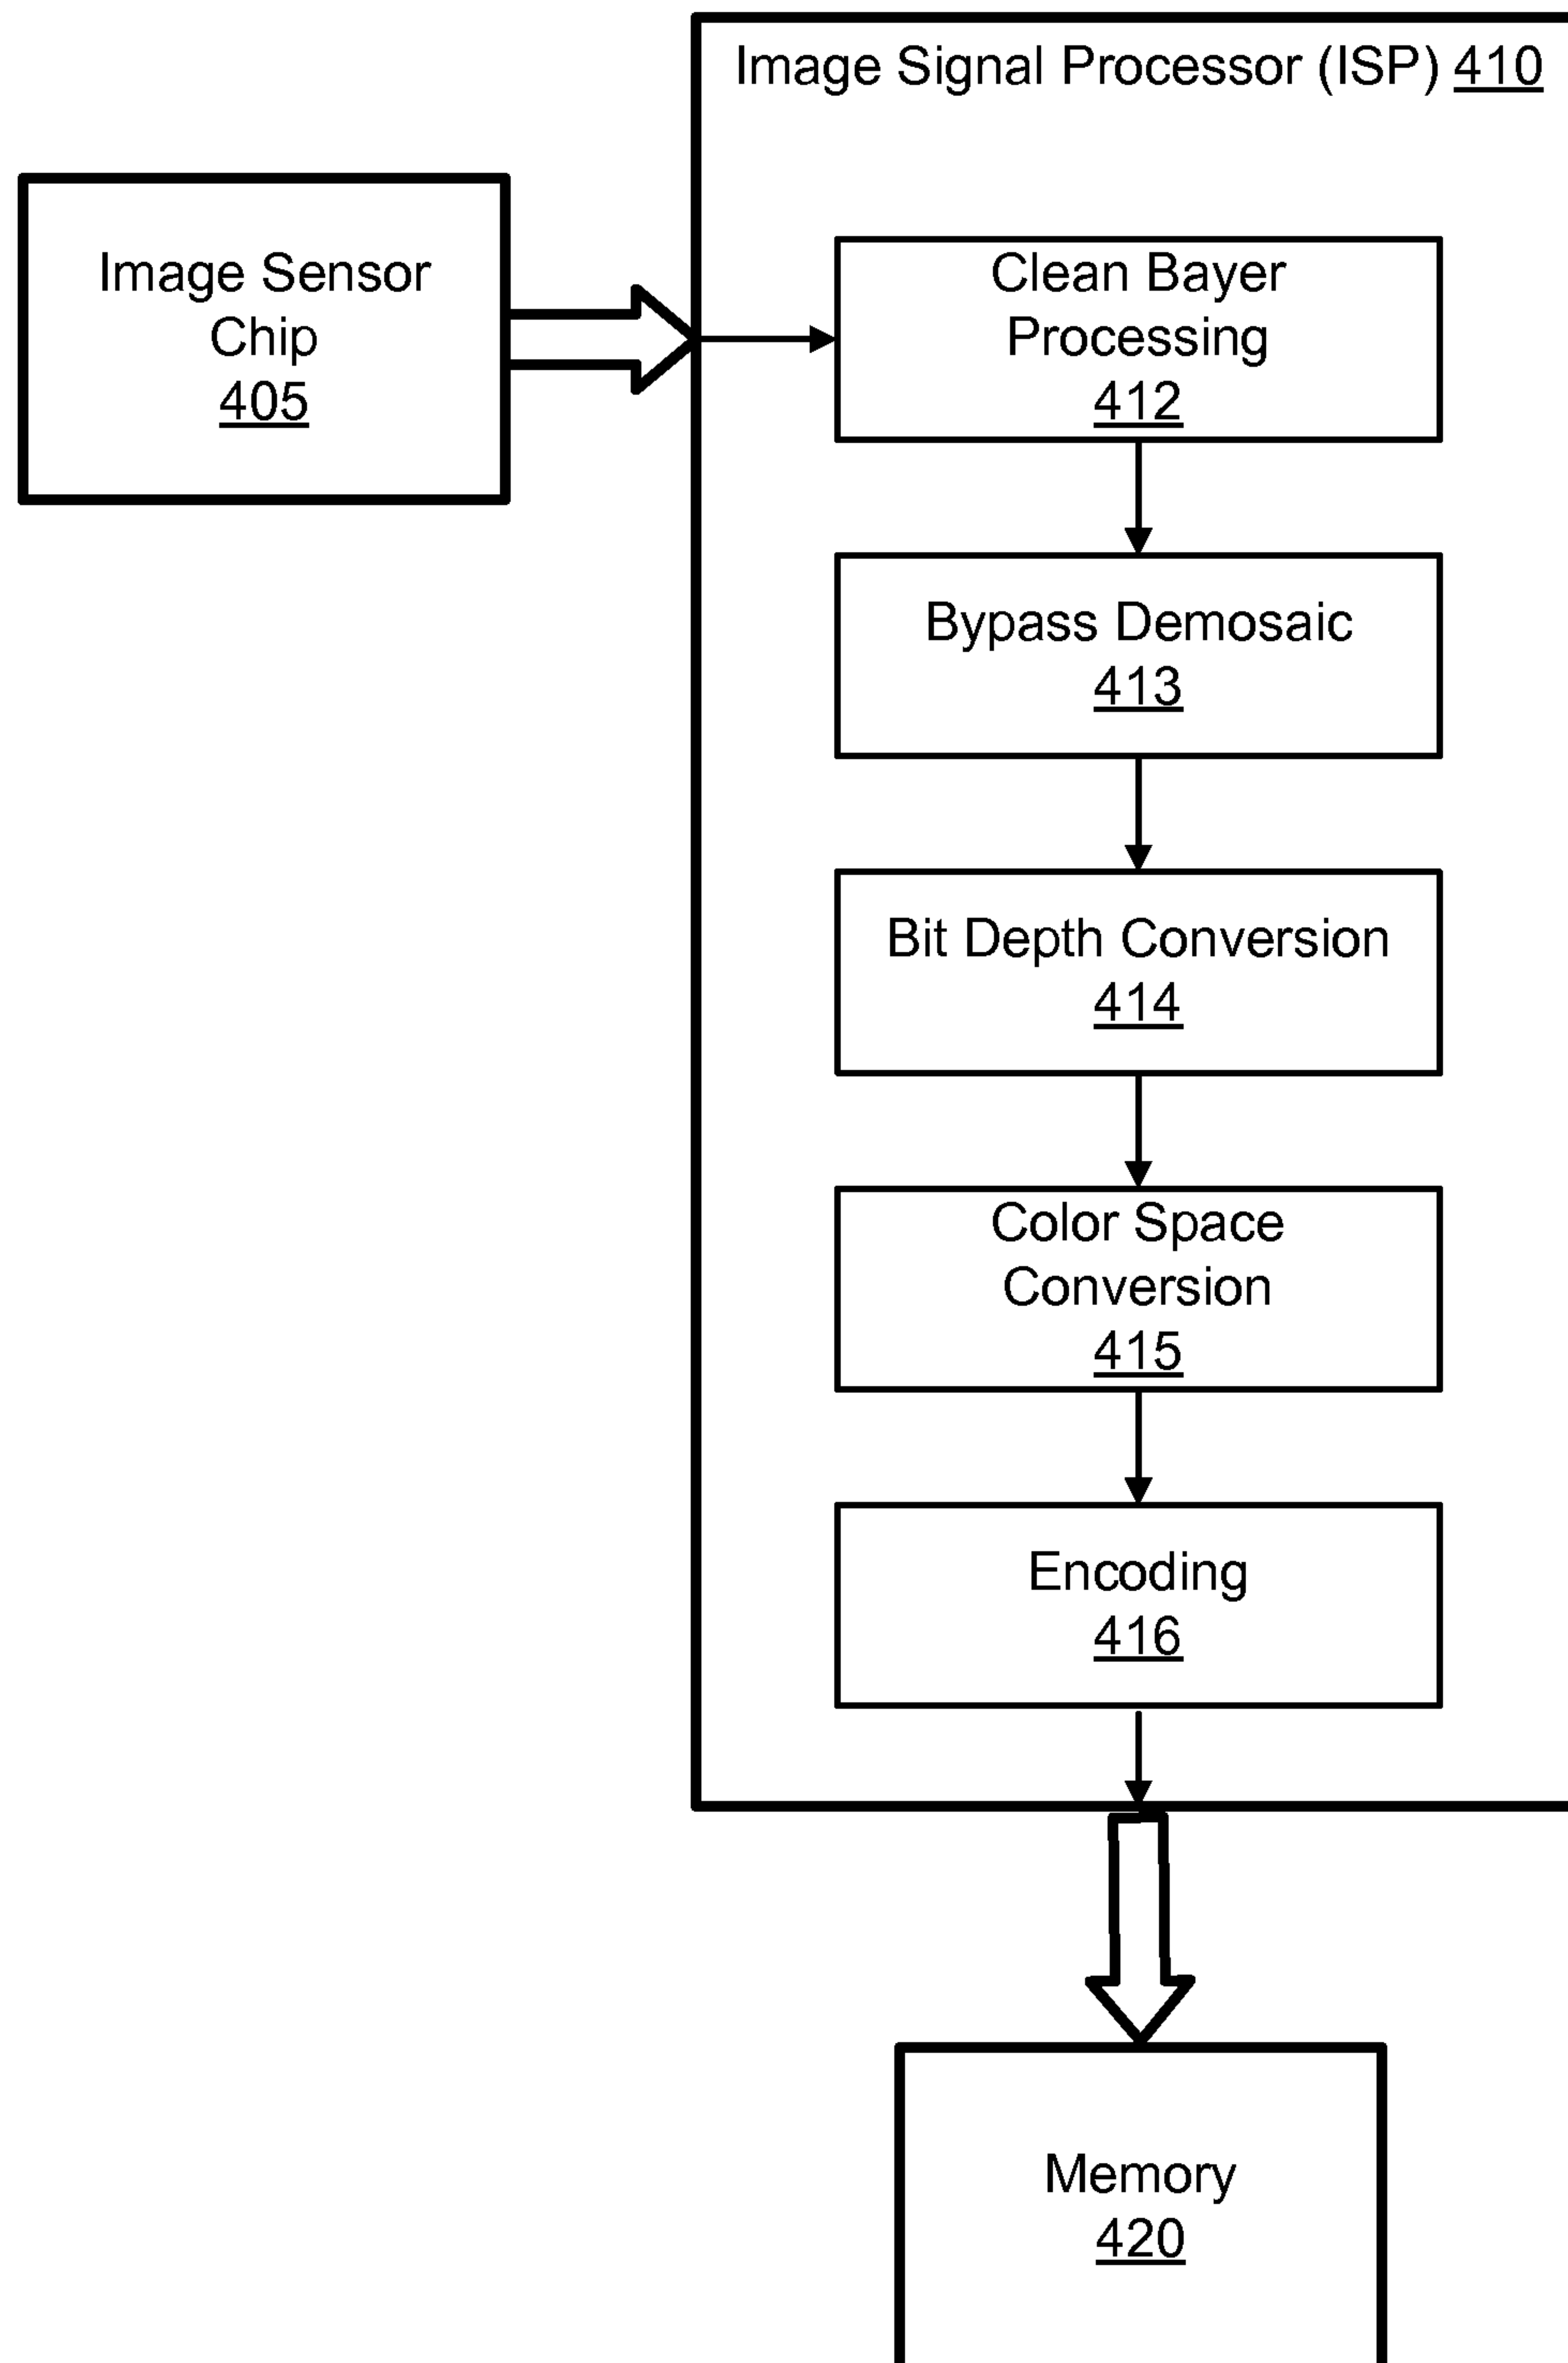 Image Signal Processor (ISP) 410
Image Sensor
Chip
405
Clean Bayer
Processing
412
Bypass Demosaic
413
Bit Depth Conversion
414
Color Space
Conversion
415
Encoding
416
Memory
420